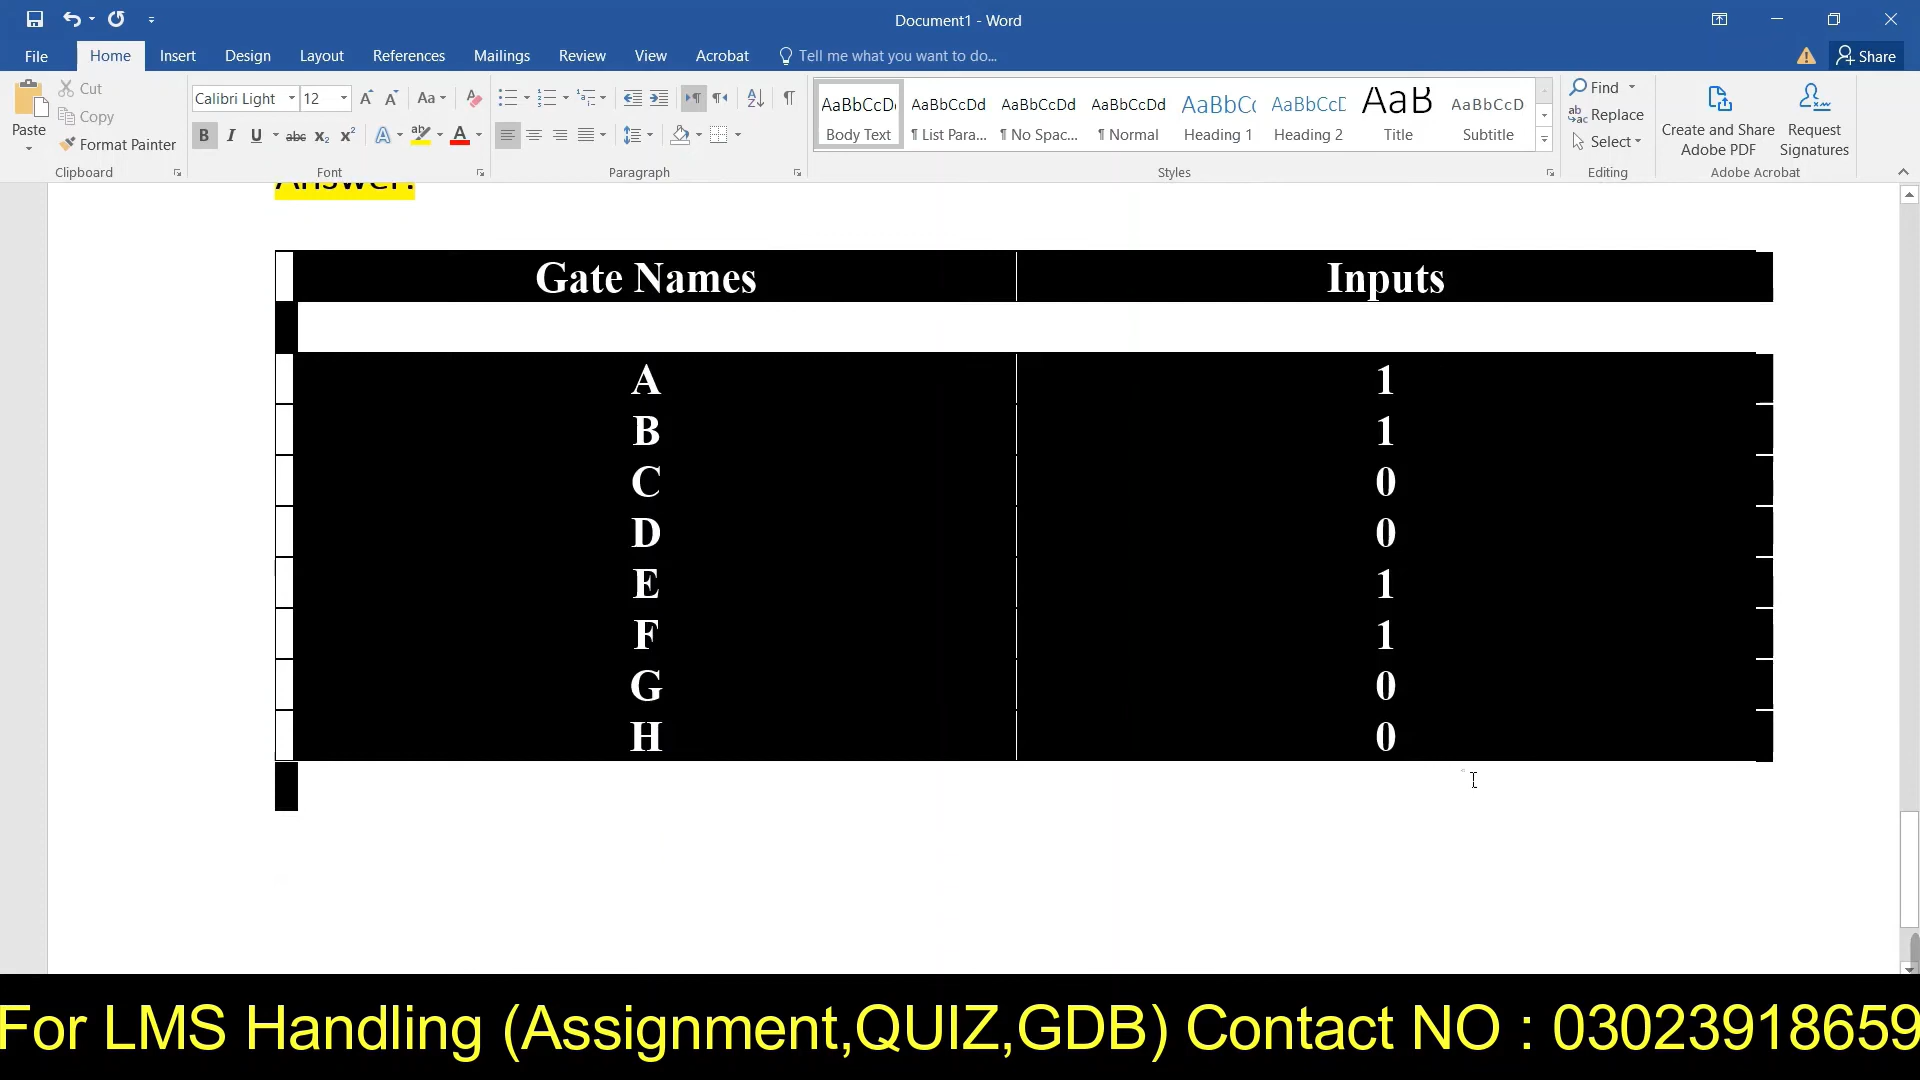 Document1 - Word
File Home Insert Design Layout References Mailings Review View Acrobat Tell me what you want to do... Share
Paste
Cut
Copy
Format Painter
Clipboard
Calibri Light 12
Font
Paragraph
AaBbCcD AaBbCcDd AaBbCcDd AaBbCcDd AaBbC AaBbCcE AaB AaBbCcD
Body Text ¶ List Para... ¶ No Spac... ¶ Normal Heading 1 Heading 2 Title Subtitle
Styles
Find
Replace
Select
Editing
Create and Share Adobe PDF
Request Signatures
Adobe Acrobat
Answer:
Gate Names Inputs
A 1
B 1
C 0
D 0
E 1
F 1
G 0
H 0
For LMS Handling (Assignment,QUIZ,GDB) Contact NO : 03023918659